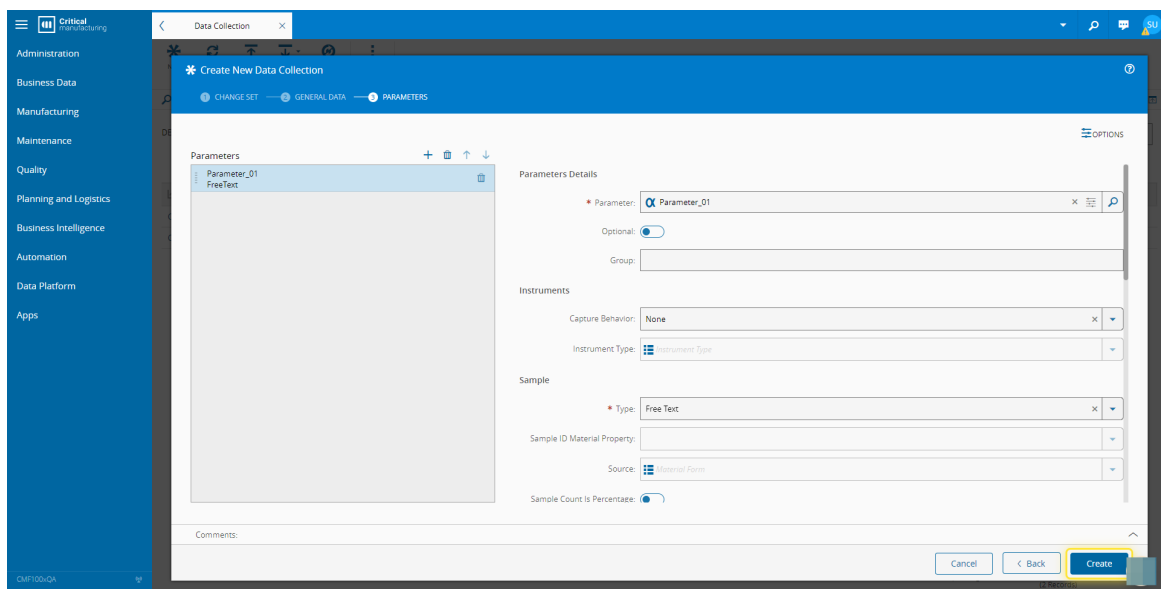 Critical
manufacturing
Data Collection
SU
Administration
Business Data
Manufacturing
Maintenance
Quality
Planning and Logistics
Business Intelligence
Automation
Data Platform
Apps
CMF100xQA
Create New Data Collection
1 CHANGE SET 2 GENERAL DATA 3 PARAMETERS
OPTIONS
Parameters
Parameter_01
FreeText
Parameters Details
* Parameter: Parameter_01
Optional:
Group:
Instruments
Capture Behavior: None
Instrument Type: Instrument Type
Sample
* Type: Free Text
Sample ID Material Property:
Source: Material Form
Sample Count Is Percentage:
Comments:
Cancel < Back Create